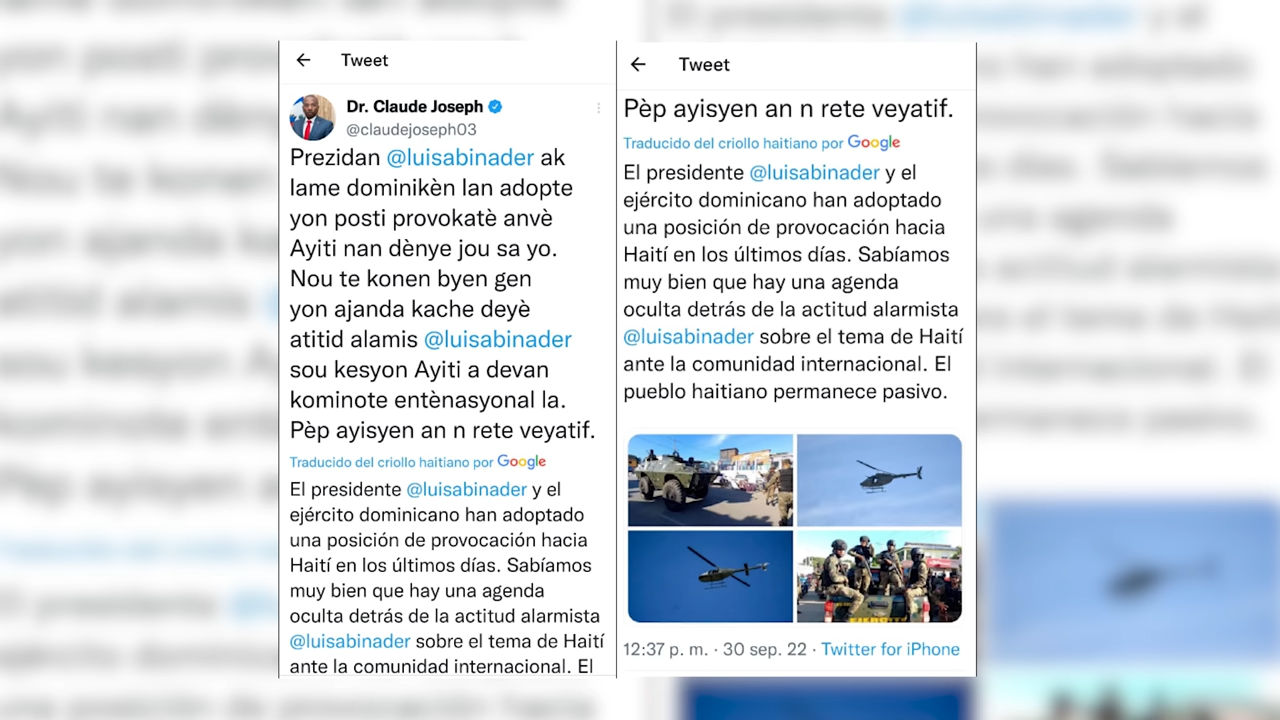 Tweet
Dr. Claude Joseph
@claudejoseph03
Prezidan @luisabinader ak
lame dominikèn lan adopte
yon posti provokatè anvè
Ayiti nan dènye jou sa yo.
Nou te konen byen gen
yon ajanda kache deyè
atitid alamis @luisabinader
sou kesyon Ayiti a devan
kominote entènasyonal la.
Pèp ayisyen an n rete veyatif.
Traducido del criollo haitiano por Google
El presidente @luisabinader y el
ejército dominicano han adoptado
una posición de provocación hacia
Haití en los últimos días. Sabíamos
muy bien que hay una agenda
oculta detrás de la actitud alarmista
@luisabinader sobre el tema de Haití
ante la comunidad internacional. El
Tweet
Pèp ayisyen an n rete veyatif.
Traducido del criollo haitiano por Google
El presidente @luisabinader y el
ejército dominicano han adoptado
una posición de provocación hacia
Haití en los últimos días. Sabíamos
muy bien que hay una agenda
oculta detrás de la actitud alarmista
@luisabinader sobre el tema de Haití
ante la comunidad internacional. El
pueblo haitiano permanece pasivo.
EJERCITO
12:37 p. m. · 30 sep. 22 · Twitter for iPhone